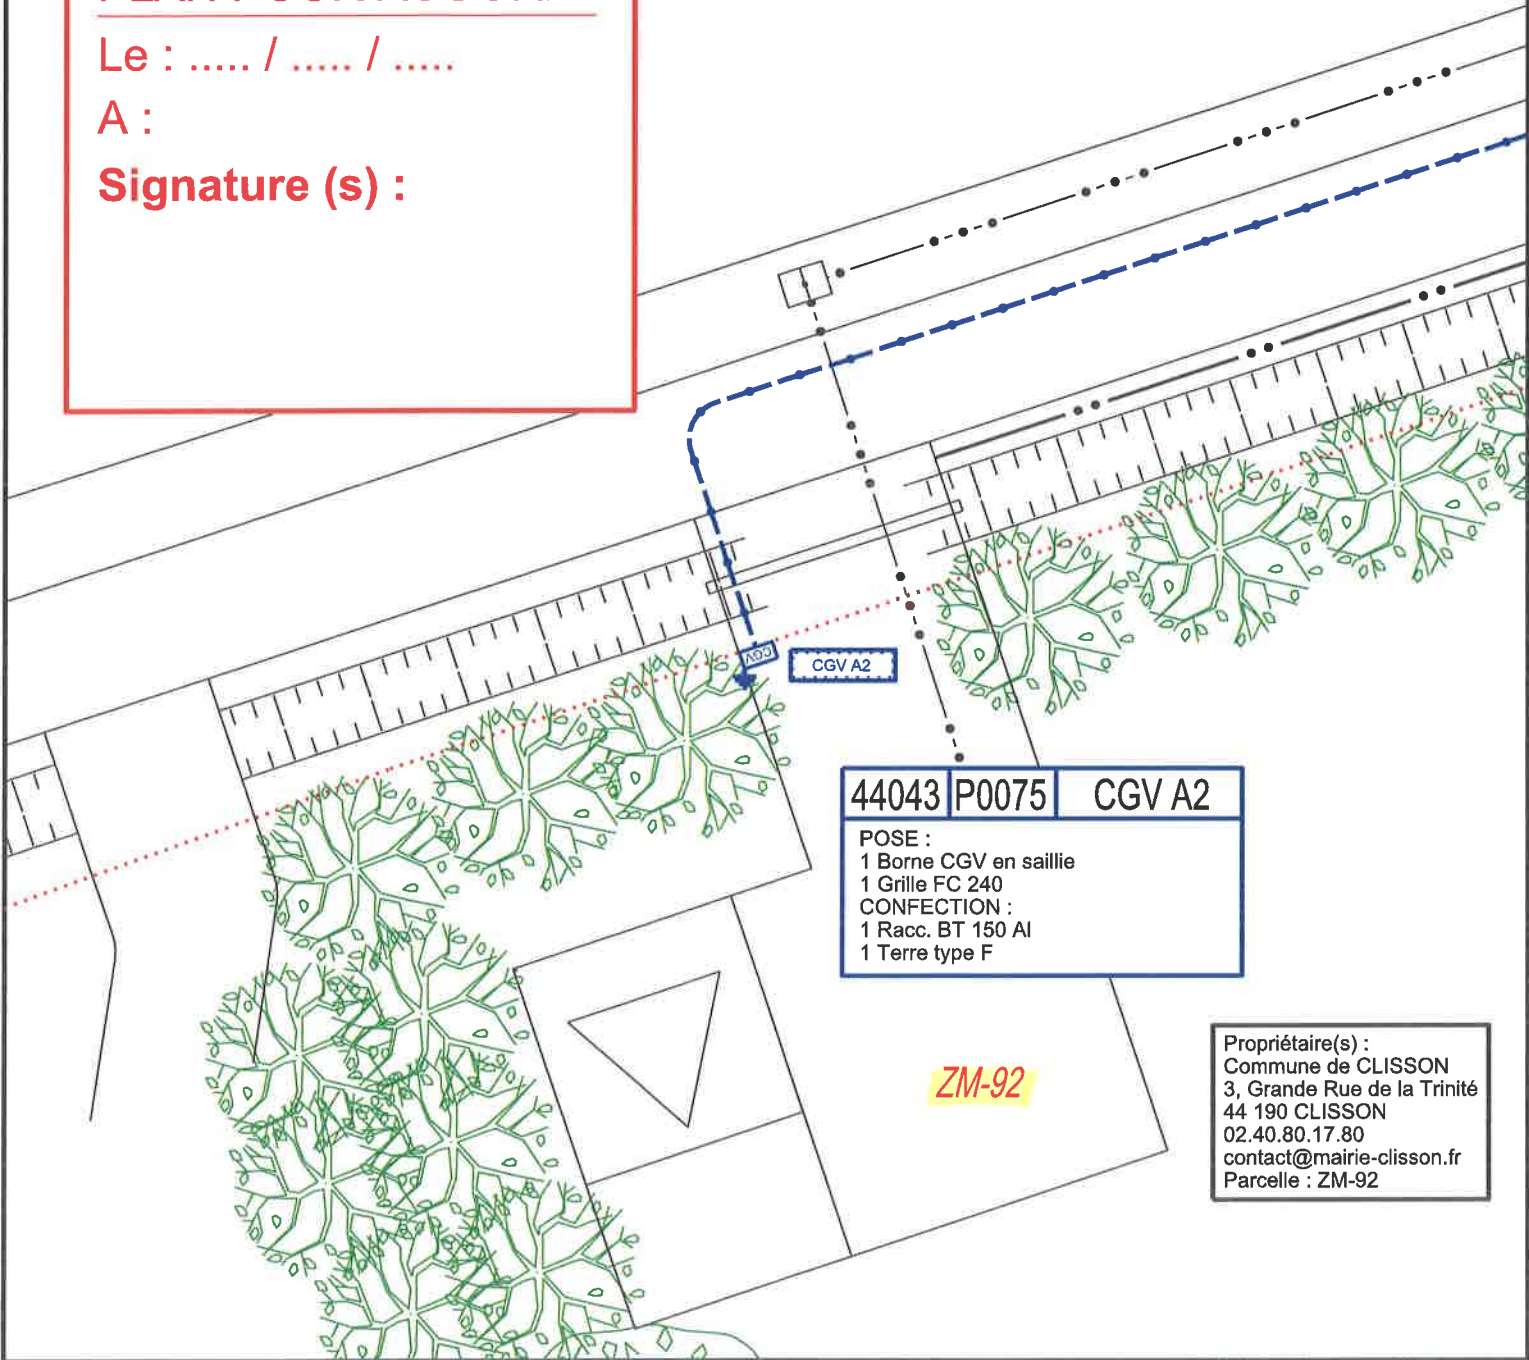 Le : ..... / ..... / .....
A :
Signature (s) :
CGV
CGV A2
44043 P0075 CGV A2
POSE :
1 Borne CGV en saillie
1 Grille FC 240
CONFECTION :
1 Racc. BT 150 Al
1 Terre type F
ZM-92
Propriétaire(s) :
Commune de CLISSON
3, Grande Rue de la Trinité
44 190 CLISSON
02.40.80.17.80
contact@mairie-clisson.fr
Parcelle : ZM-92